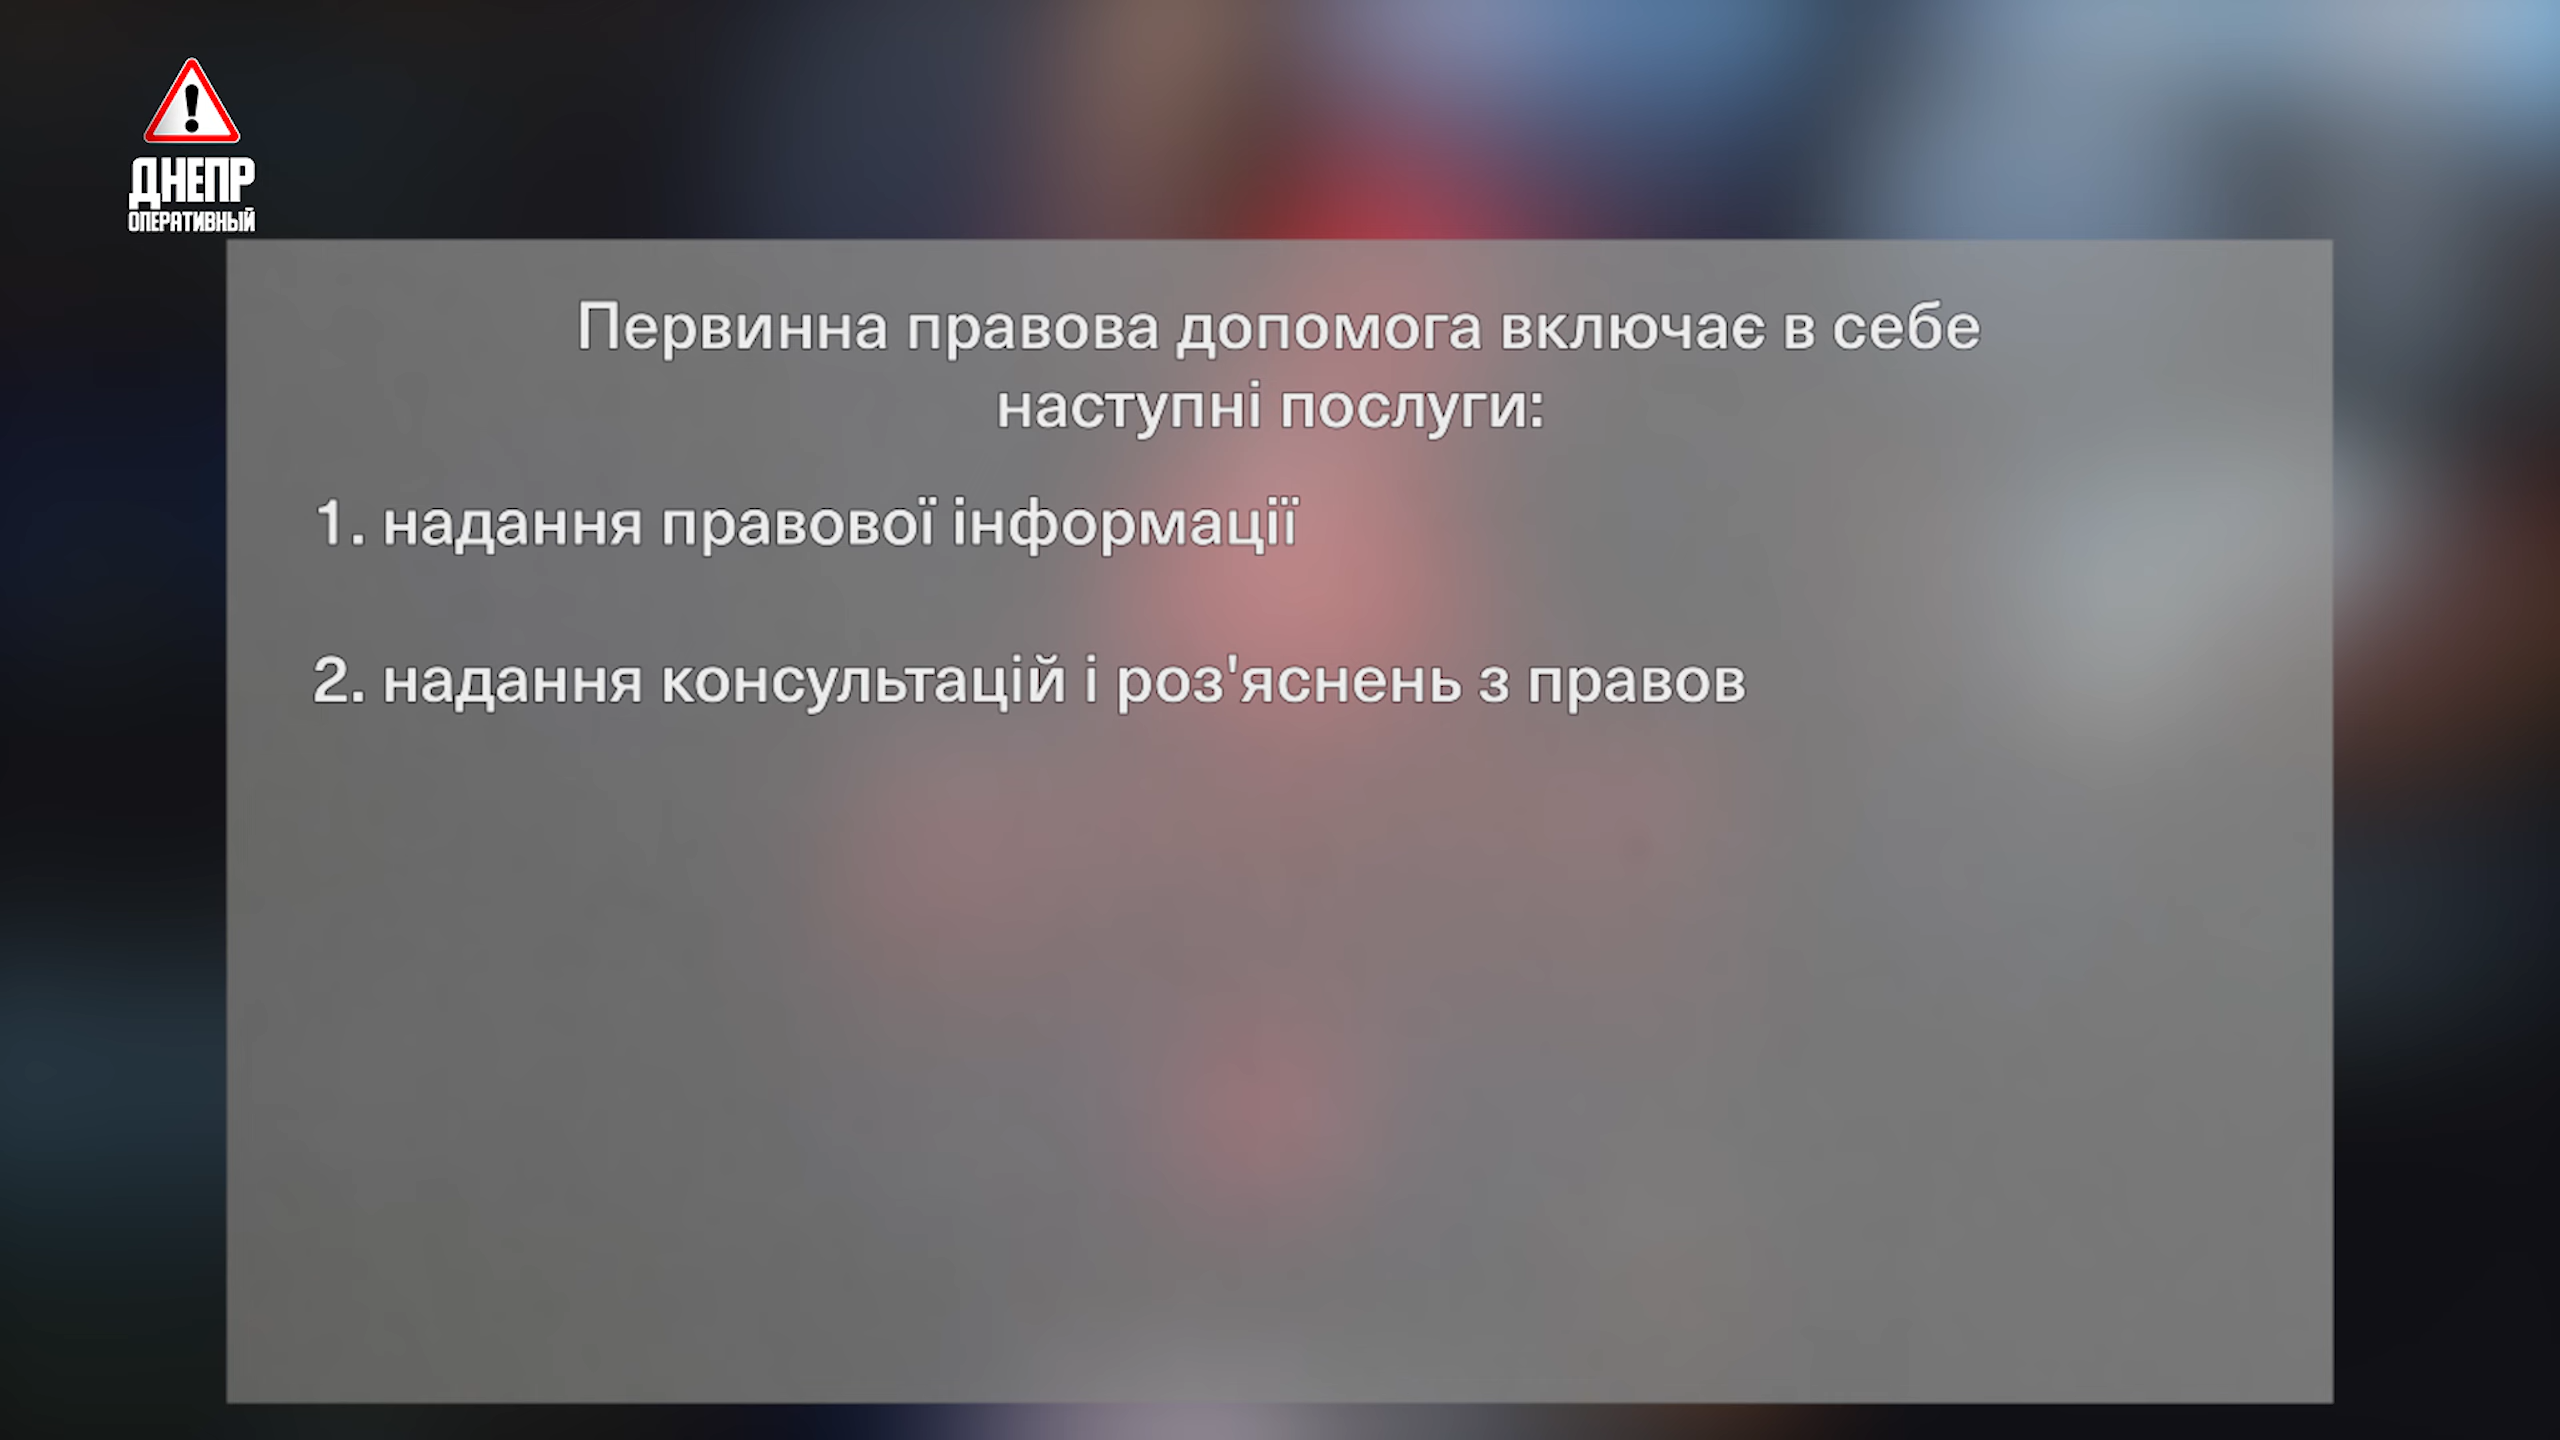 ДНЕПР
ОПЕРАТИВНЫЙ
Первинна правова допомога включає в себе
наступні послуги:
1. надання правової інформації
2. надання консультацій і роз'яснень з правов